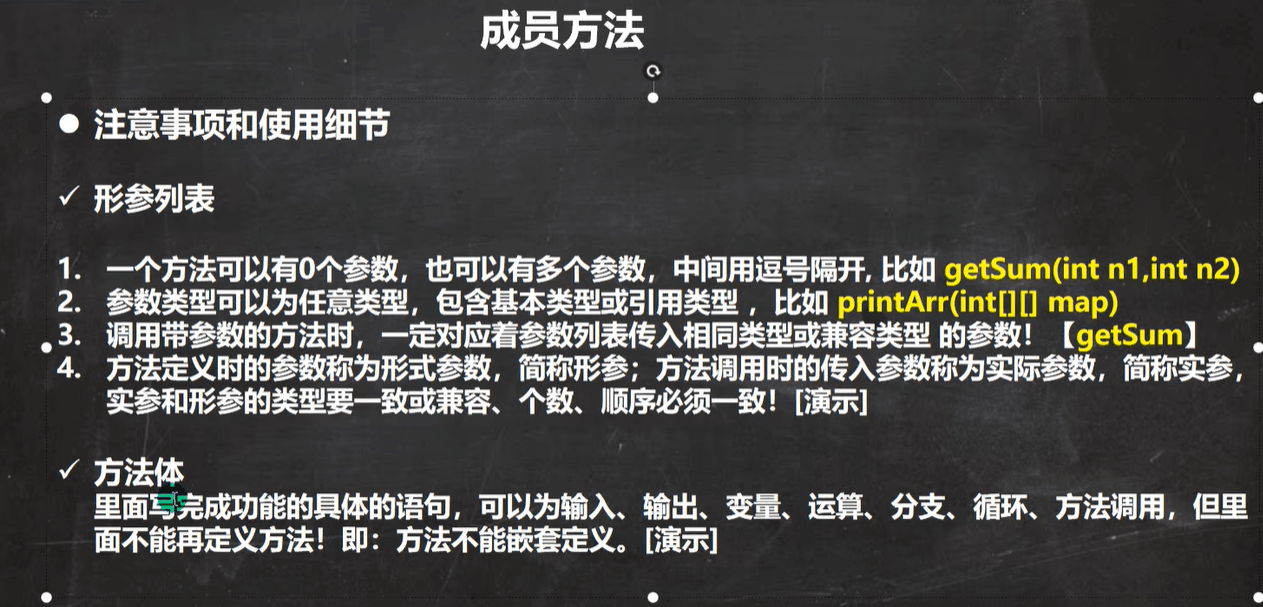 成员方法
● 注意事项和使用细节
✓ 形参列表
1. 一个方法可以有0个参数，也可以有多个参数，中间用逗号隔开, 比如 getSum(int n1,int n2)
2. 参数类型可以为任意类型，包含基本类型或引用类型 ，比如 printArr(int[][] map)
3. 调用带参数的方法时，一定对应着参数列表传入相同类型或兼容类型 的参数！【getSum】
4. 方法定义时的参数称为形式参数，简称形参；方法调用时的传入参数称为实际参数，简称实参，
实参和形参的类型要一致或兼容、个数、顺序必须一致！[演示]
✓ 方法体
里面写完成功能的具体的语句，可以为输入、输出、变量、运算、分支、循环、方法调用，但里
面不能再定义方法！即：方法不能嵌套定义。[演示]